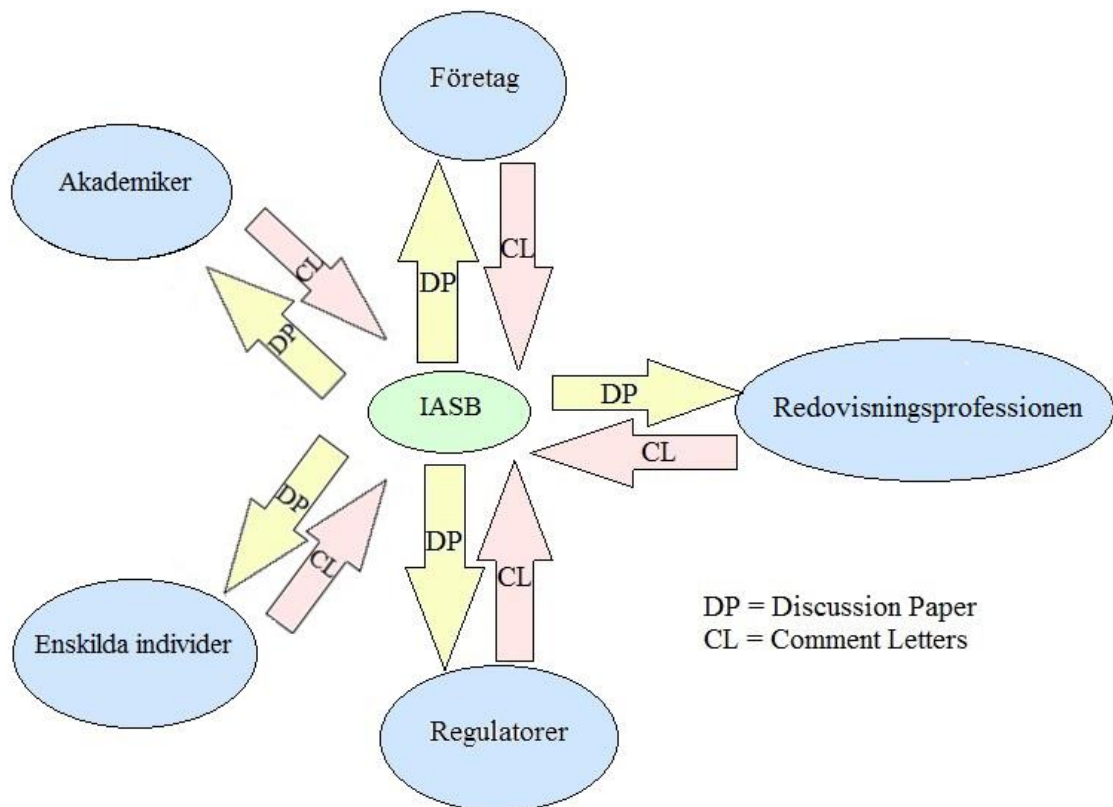 Företag
Akademiker
CL
DP
CL
DP
IASB
DP
Redovisningsprofessionen
CL
DP
CL
DP
CL
DP = Discussion Paper
CL = Comment Letters
Enskilda individer
Regulatorer